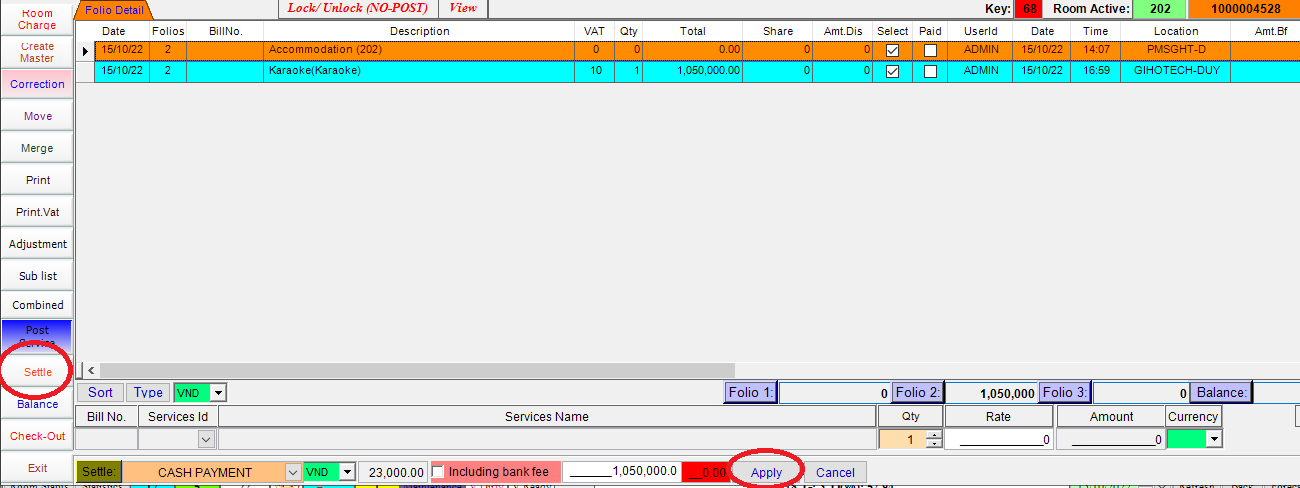 Room Charge
Folio Detail
Lock/ Unlock (NO-POST)
View
Key: 68 Room Active: 202 1000004528
Date Folios BillNo. Description VAT Qty Total Share Amt.Dis Select Paid UserId Date Time Location Amt.Bf
15/10/22 2 Accommodation (202) 0 0 0.00 0 0 ADMIN 15/10/22 14:07 PMSGHT-D
15/10/22 2 Karaoke(Karaoke) 10 1 1,050,000.00 0 0 ADMIN 15/10/22 16:59 GIHOTECH-DUY
Create Master
Correction
Move
Merge
Print
Print.Vat
Adjustment
Sub list
Combined
Post Service
Settle
Balance
Check-Out
Exit
Sort Type VND Folio 1: 0 Folio 2: 1,050,000 Folio 3: 0 Balance:
Bill No. Services Id Services Name Qty Rate Amount Currency
1 0 0
Settle: CASH PAYMENT VND 23,000.00 Including bank fee 1,050,000.0 0.00 Apply Cancel